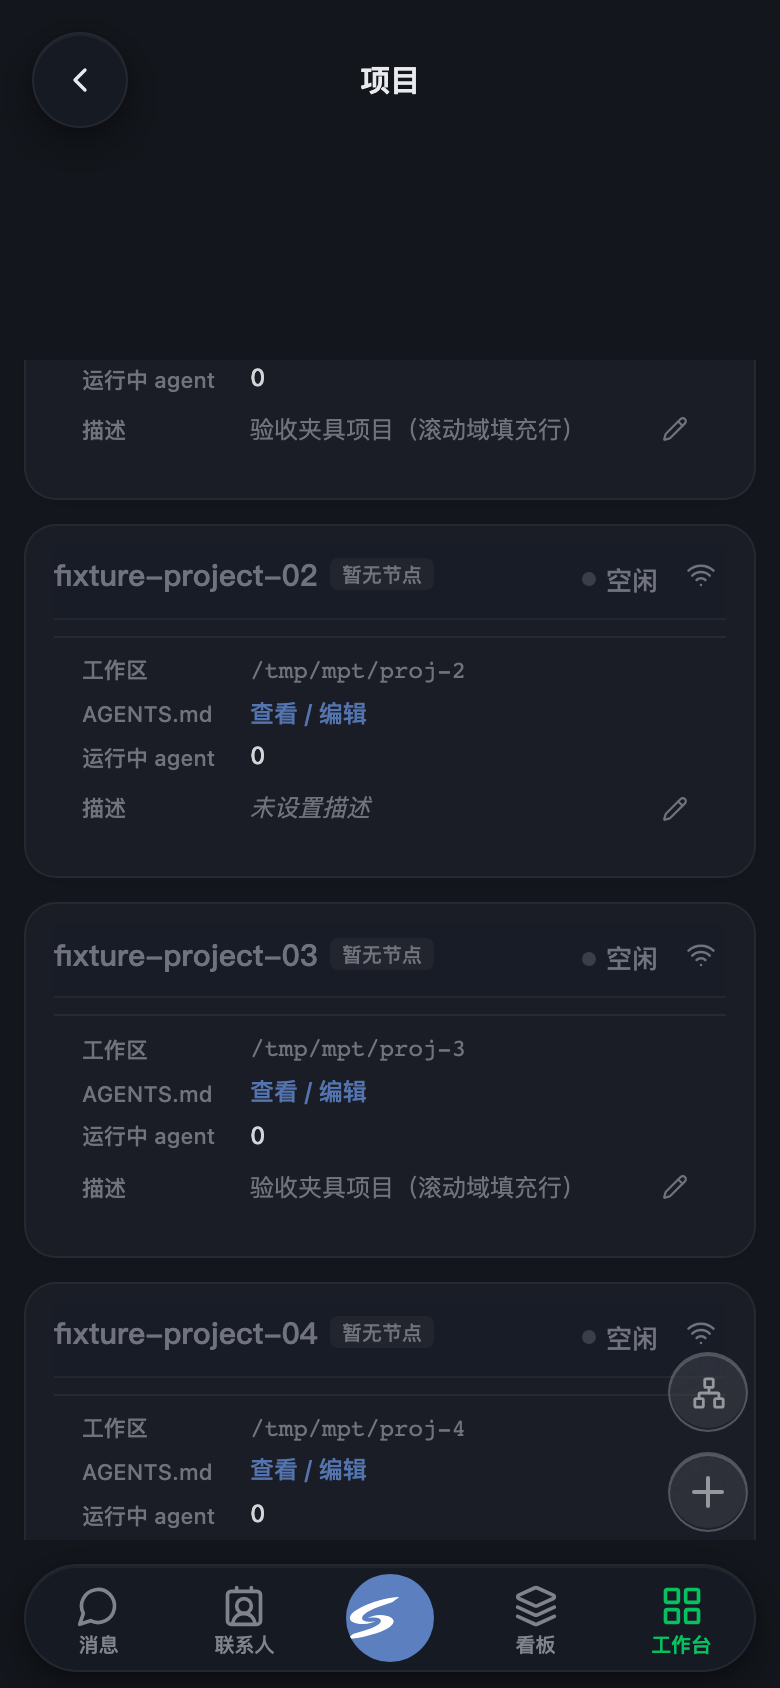 项目
运行中 agent 0
描述 验收夹具项目（滚动域填充行）
fixture-project-02 暂无节点 空闲
工作区 /tmp/mpt/proj-2
AGENTS.md 查看 / 编辑
运行中 agent 0
描述 未设置描述
fixture-project-03 暂无节点 空闲
工作区 /tmp/mpt/proj-3
AGENTS.md 查看 / 编辑
运行中 agent 0
描述 验收夹具项目（滚动域填充行）
fixture-project-04 暂无节点 空闲
工作区 /tmp/mpt/proj-4
AGENTS.md 查看 / 编辑
运行中 agent 0
消息 联系人 看板 工作台